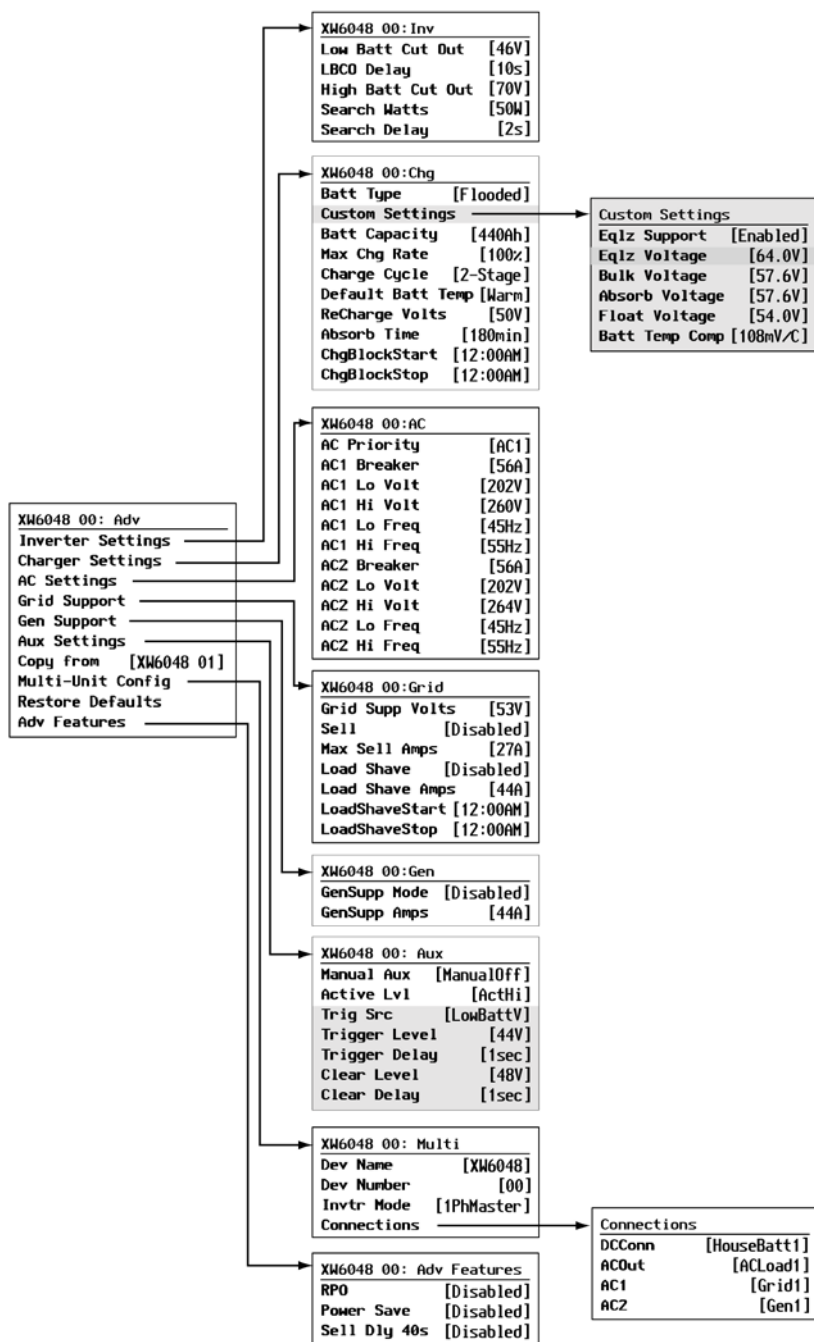 XW6048 00:Inv
Low Batt Cut Out [46V]
LBCO Delay [10s]
High Batt Cut Out [70V]
Search Watts [50W]
Search Delay [2s]
XW6048 00:Chg
Batt Type [Flooded]
Custom Settings
Batt Capacity [440Ah]
Max Chg Rate [100%]
Charge Cycle [2-Stage]
Default Batt Temp [Warm]
ReCharge Volts [50V]
Absorb Time [180min]
ChgBlockStart [12:00AM]
ChgBlockStop [12:00AM]
Custom Settings
Eqlz Support [Enabled]
Eqlz Voltage [64.0V]
Bulk Voltage [57.6V]
Absorb Voltage [57.6V]
Float Voltage [54.0V]
Batt Temp Comp [108mV/C]
XW6048 00:AC
AC Priority [AC1]
AC1 Breaker [56A]
AC1 Lo Volt [202V]
AC1 Hi Volt [260V]
AC1 Lo Freq [45Hz]
AC1 Hi Freq [55Hz]
AC2 Breaker [56A]
AC2 Lo Volt [202V]
AC2 Hi Volt [264V]
AC2 Lo Freq [45Hz]
AC2 Hi Freq [55Hz]
XW6048 00: Adv
Inverter Settings
Charger Settings
AC Settings
Grid Support
Gen Support
Aux Settings
Copy from [XW6048 01]
Multi-Unit Config
Restore Defaults
Adv Features
XW6048 00:Grid
Grid Supp Volts [53V]
Sell [Disabled]
Max Sell Amps [27A]
Load Shave [Disabled]
Load Shave Amps [44A]
LoadShaveStart [12:00AM]
LoadShaveStop [12:00AM]
XW6048 00:Gen
GenSupp Mode [Disabled]
GenSupp Amps [44A]
XW6048 00: Aux
Manual Aux [ManualOff]
Active Lvl [ActHi]
Trig Src [LowBattV]
Trigger Level [44V]
Trigger Delay [1sec]
Clear Level [48V]
Clear Delay [1sec]
XW6048 00: Multi
Dev Name [XW6048]
Dev Number [00]
Invtr Mode [1PhMaster]
Connections
Connections
DCConn [HouseBatt1]
ACOut [ACLoad1]
AC1 [Grid1]
AC2 [Gen1]
XW6048 00: Adv Features
RPO [Disabled]
Power Save [Disabled]
Sell Dly 40s [Disabled]